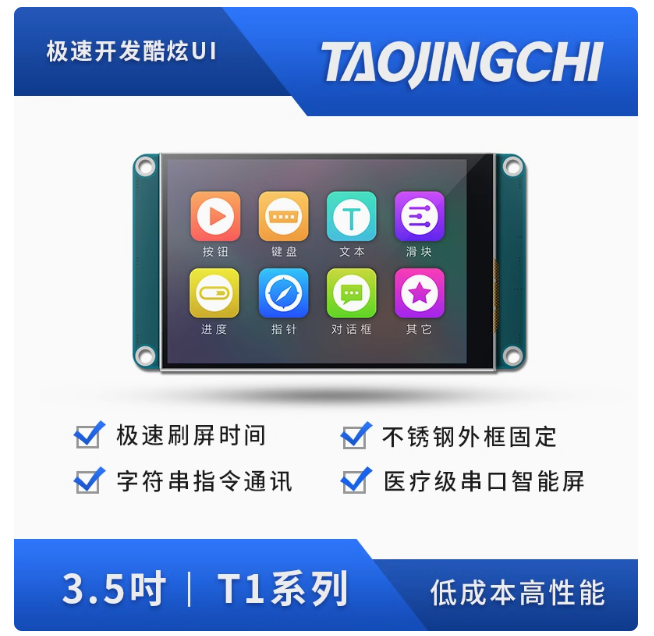 极速开发酷炫UI
TAOJINGCHI
按钮
键盘
文本
滑块
进度
指针
对话框
其它
极速刷屏时间
不锈钢外框固定
字符串指令通讯
医疗级串口智能屏
3.5吋 | T1系列
低成本高性能